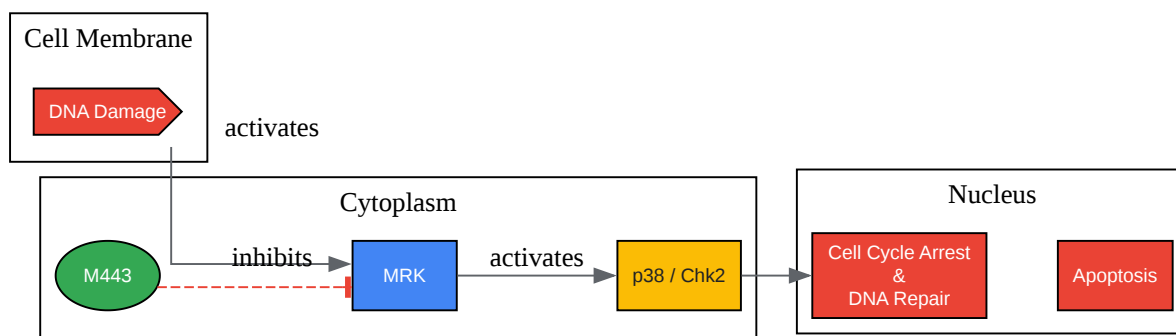 Cell Membrane
DNA Damage
activates
Cytoplasm
Nucleus
M443
inhibits
MRK
activates
p38 / Chk2
Cell Cycle Arrest
&
DNA Repair
Apoptosis